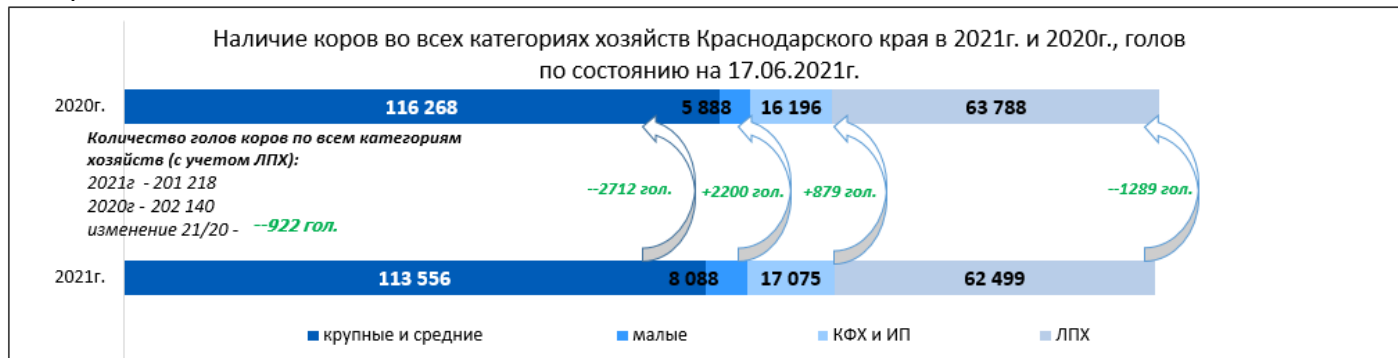 Наличие коров во всех категориях хозяйств Краснодарского края в 2021г. и 2020г., голов
по состоянию на 17.06.2021г.
2020г.
116 268
5 888
16 196
63 788
Количество голов коров по всем категориям
хозяйств (с учетом ЛПХ):
2021г - 201 218
2020г - 202 140
изменение 21/20 - --922 гол.
--2712 гол.
+2200 гол.
+879 гол.
--1289 гол.
2021г.
113 556
8 088
17 075
62 499
крупные и средние
малые
КФХ и ИП
ЛПХ